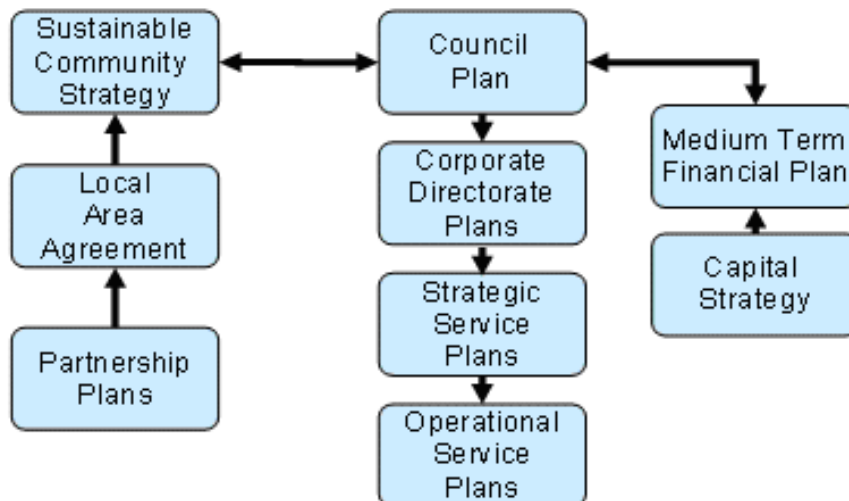 Sustainable
Community
Strategy
Council
Plan
Medium Term
Financial Plan
Local
Area
Agreement
Corporate
Directorate
Plans
Capital
Strategy
Partnership
Plans
Strategic
Service
Plans
Operational
Service
Plans